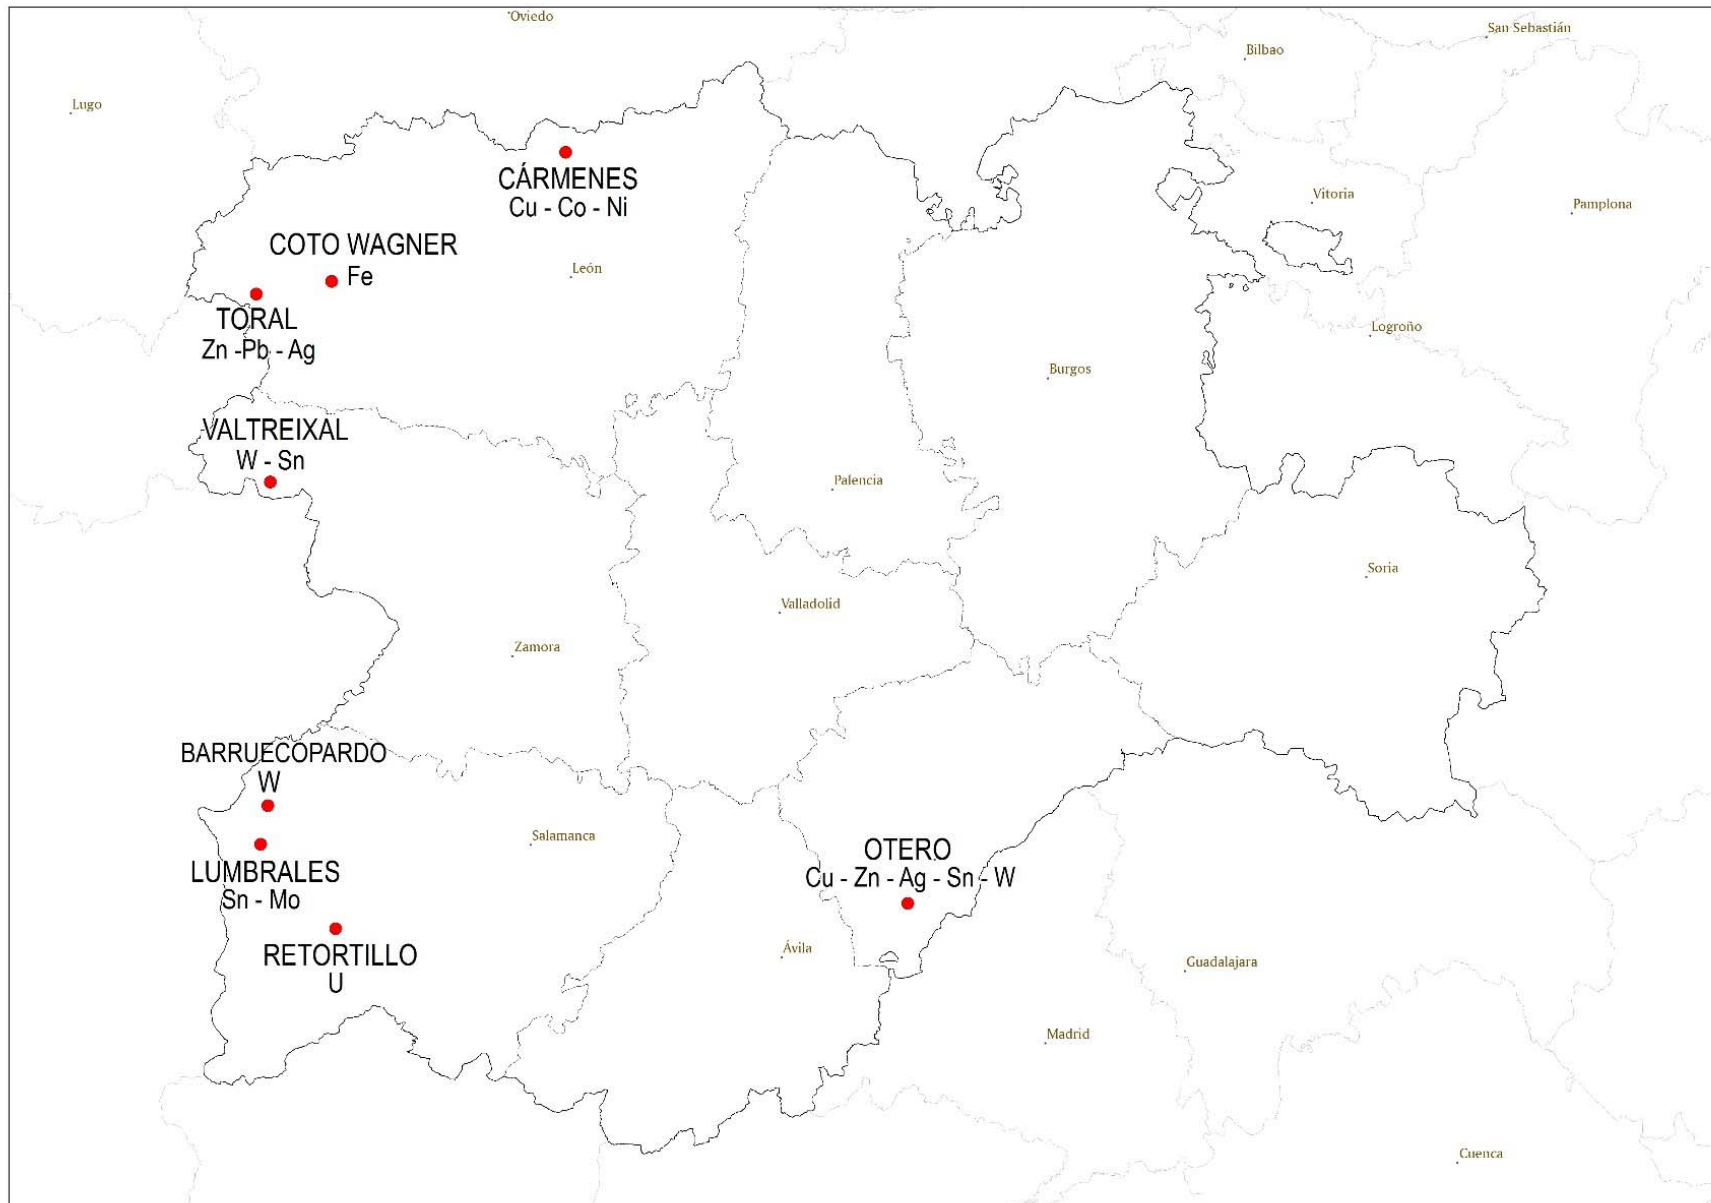 Oviedo
San Sebastián
Bilbao
Lugo
CÁRMENES
Cu - Co - Ni
Vitoria
Pamplona
COTO WAGNER
Fe
León
TORAL
Zn -Pb - Ag
Logroño
Burgos
VALTREIXAL
W - Sn
Palencia
Soria
Valladolid
Zamora
BARRUECOPARDO
W
Salamanca
LUMBRALES
Sn - Mo
OTERO
Cu - Zn - Ag - Sn - W
RETORTILLO
U
Ávila
Guadalajara
Madrid
Cuenca